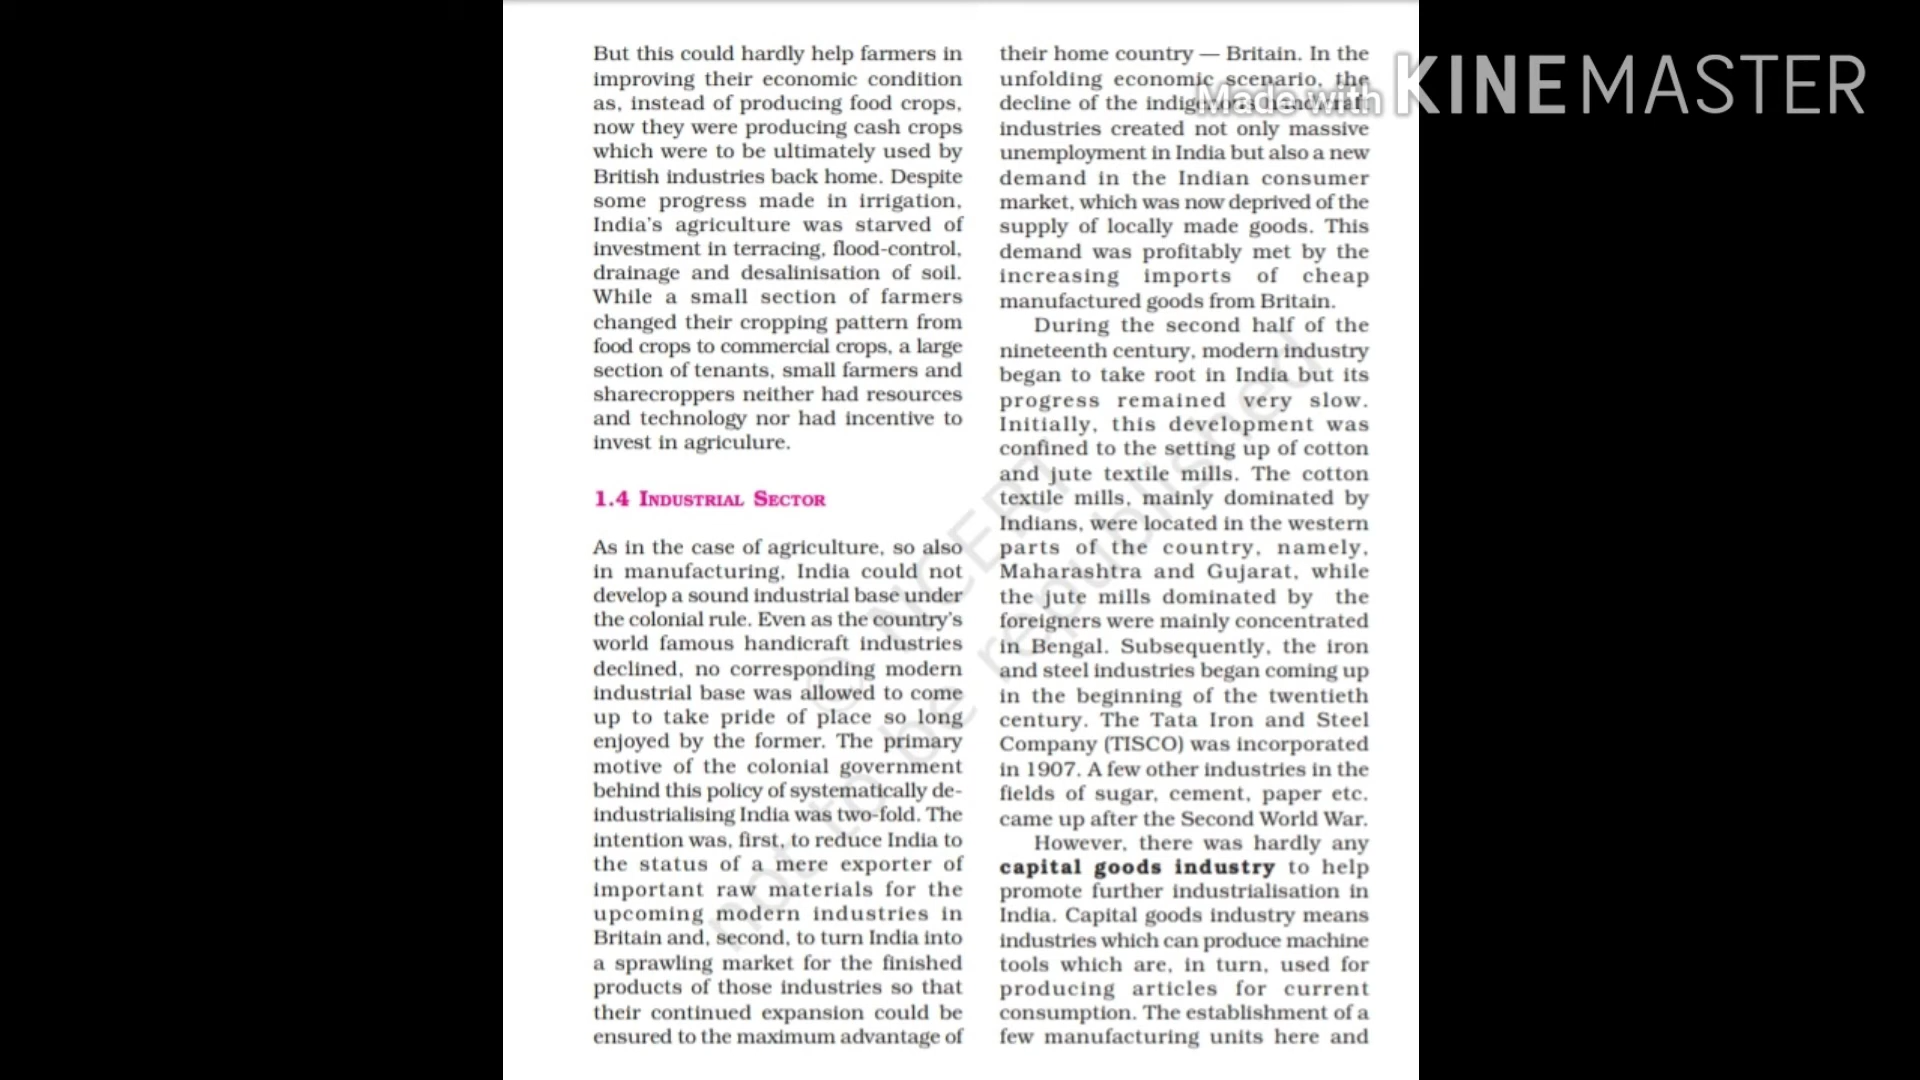 But this could hardly help farmers in
improving their economic condition
as, instead of producing food crops,
now they were producing cash crops
which were to be ultimately used by
British industries back home. Despite
some progress made in irrigation,
India's agriculture was starved of
investment in terracing, flood-control,
drainage and desalinisation of soil.
While a small section of farmers
changed their cropping pattern from
food crops to commercial crops, a large
section of tenants, small farmers and
sharecroppers neither had resources
and technology nor had incentive to
invest in agriculure.
1.4 INDUSTRIAL SECTOR
As in the case of agriculture, so also
in manufacturing, India could not
develop a sound industrial base under
the colonial rule. Even as the country's
world famous handicraft industries
declined, no corresponding modern
industrial base was allowed to come
up to take pride of place so long
enjoyed by the former. The primary
motive of the colonial government
behind this policy of systematically de-
industrialising India was two-fold. The
intention was, first, to reduce India to
the status of a mere exporter of
important raw materials for the
upcoming modern industries in
Britain and, second, to turn India into
a sprawling market for the finished
products of those industries so that
their continued expansion could be
ensured to the maximum advantage of
their home country — Britain. In the
unfolding economic scenario, the
decline of the indigenous handicraft
industries created not only massive
unemployment in India but also a new
demand in the Indian consumer
market, which was now deprived of the
supply of locally made goods. This
demand was profitably met by the
increasing imports of cheap
manufactured goods from Britain.
During the second half of the
nineteenth century, modern industry
began to take root in India but its
progress remained very slow.
Initially, this development was
confined to the setting up of cotton
and jute textile mills. The cotton
textile mills, mainly dominated by
Indians, were located in the western
parts of the country, namely,
Maharashtra and Gujarat, while
the jute mills dominated by the
foreigners were mainly concentrated
in Bengal. Subsequently, the iron
and steel industries began coming up
in the beginning of the twentieth
century. The Tata Iron and Steel
Company (TISCO) was incorporated
in 1907. A few other industries in the
fields of sugar, cement, paper etc.
came up after the Second World War.
However, there was hardly any
capital goods industry to help
promote further industrialisation in
India. Capital goods industry means
industries which can produce machine
tools which are, in turn, used for
producing articles for current
consumption. The establishment of a
few manufacturing units here and
Made with KINEMASTER
© NCERT
not to be republished